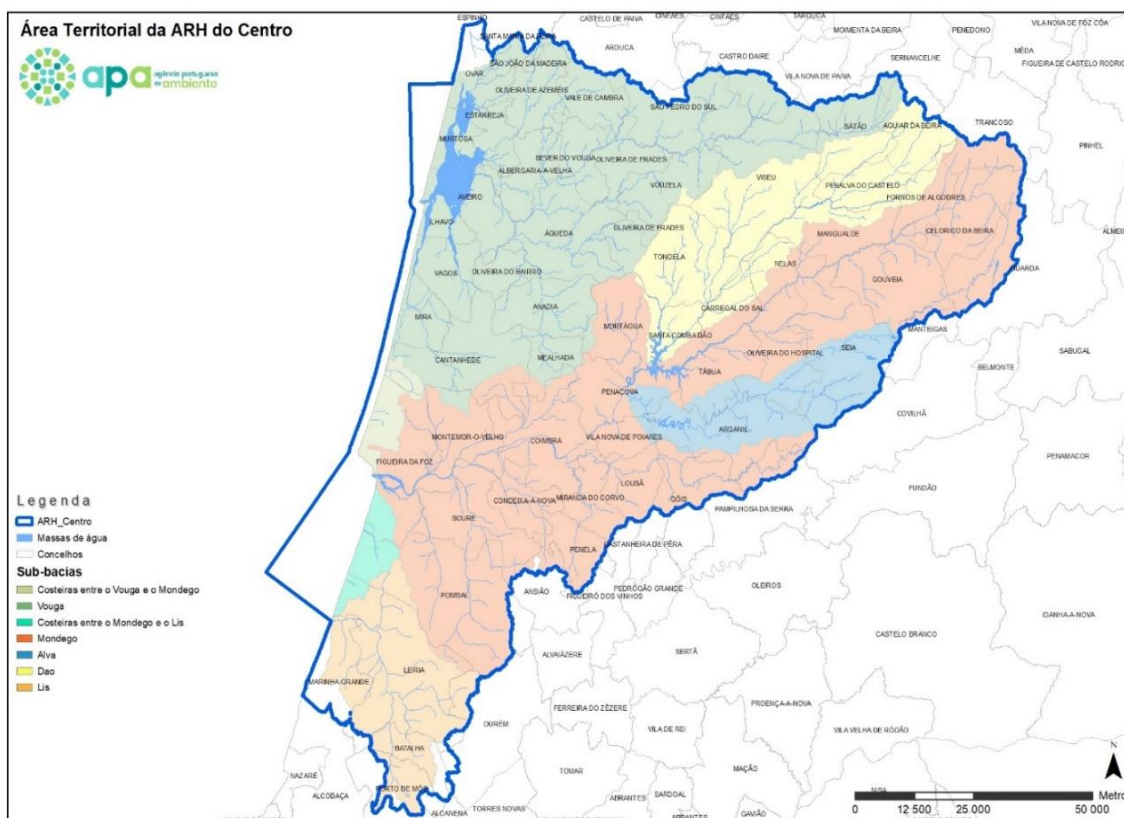 Área Territorial da ARH do Centro
apa agência portuguesa do ambiente
ESPINHO
CASTELO DE PAIVA
CINFÃES
CINFÃES
TAROUCA
MOIMENTA DA BEIRA
PENEDONO
VILA NOVA DE FOZ CÔA
SANTA MARIA DA FEIRA
AROUCA
CASTRO DAIRE
SERNANCELHE
MÊDA
FIGUEIRA DE CASTELO RODRIG
SÃO JOÃO DA MADEIRA
OVAR
VILA NOVA DE PAIVA
OLIVEIRA DE AZEMÉIS
VALE DE CAMBRA
SÃO PEDRO DO SUL
ESTARREJA
SÁTÃO
AGUIAR DA BEIRA
TRANCOSO
MURTOSA
PINHEL
SEVER DO VOUGA
OLIVEIRA DE FRADES
ALBERGARIA-A-VELHA
VISEU
VOUZELA
PENALVA DO CASTELO
AVEIRO
FORNOS DE ALGODRES
ÍLHAVO
ÁGUEDA
OLIVEIRA DE FRADES
MANGUALDE
CELORICO DA BEIRA
ALMEI
TONDELA
NELAS
GUARDA
VAGOS
OLIVEIRA DO BAIRRO
GOUVEIA
ANADIA
CARREGAL DO SAL
MIRA
MORTÁGUA
SANTA COMBA DÃO
MANTEIGAS
SEIA
SABUGAL
CANTANHEDE
MEALHADA
OLIVEIRA DO HOSPITAL
TÁBUA
BELMONTE
PENACOVA
COVILHÃ
ARGANIL
MONTEMOR-O-VELHO
COIMBRA
VILA NOVA DE POIARES
PENAMACOR
FIGUEIRA DA FOZ
LOUSÃ
FUNDÃO
CONDEIXA-A-NOVA
MIRANDA DO CORVO
GÓIS
PAMPILHOSA DA SERRA
SOURE
PENELA
CASTANHEIRA DE PÊRA
OLEIROS
PEDRÓGÃO GRANDE
POMBAL
ANSIÃO
FIGUEIRÓ DOS VINHOS
IDANHA-A-NOVA
CASTELO BRANCO
ALVAIÁZERE
SERTÃ
LEIRIA
MARINHA GRANDE
FERREIRA DO ZÊZERE
PROENÇA-A-NOVA
OURÉM
VILA DE REI
VILA VELHA DE RÓDÃO
BATALHA
NAZARÉ
TOMAR
MAÇÃO
PORTO DE MÓS
ALCOBAÇA
ALCANENA
TORRES NOVAS
ABRANTES
SARDOAL
ABRANTES
GAVIÃO
NISA
Legenda
ARH_Centro
Massas de água
Concelhos
Sub-bacias
Costeiras entre o Vouga e o Mondego
Vouga
Costeiras entre o Mondego e o Lis
Mondego
Alva
Dao
Lis
N
Metro
0 12 500 25 000 50 000